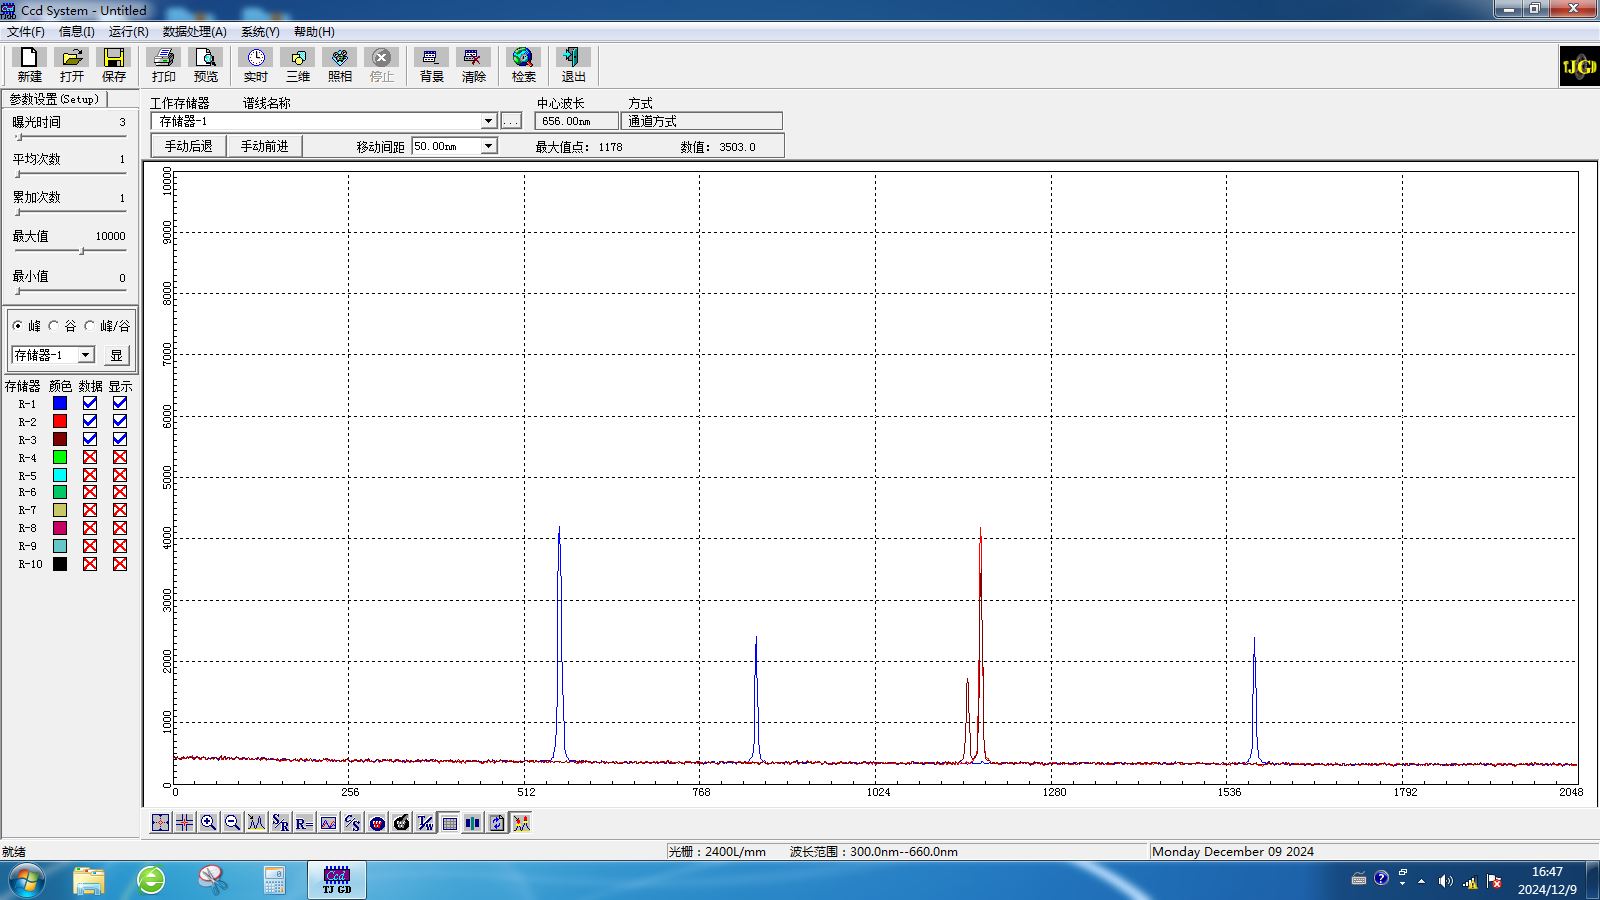 Ccd System - Untitled
文件(F) 信息(I) 运行(R) 数据处理(A) 系统(Y) 帮助(H)
新建 打开 保存 打印 预览 实时 三维 照相 停止 背景 清除 检索 退出
TJGD
参数设置(Setup)
曝光时间 3
平均次数 1
累加次数 1
最大值 10000
最小值 0
峰 谷 峰/谷
存储器-1 显
存储器 颜色 数据 显示
R-1
R-2
R-3
R-4
R-5
R-6
R-7
R-8
R-9
R-10
工作存储器 谱线名称 中心波长 方式
存储器-1 ... 656.00nm 通道方式
手动后退 手动前进 移动间距 50.00nm 最大值点: 1178 数值: 3503.0
10000
9000
8000
7000
6000
5000
4000
3000
2000
1000
0
0 256 512 768 1024 1280 1536 1792 2048
就绪 光栅:2400L/mm 波长范围:300.0nm--660.0nm Monday December 09 2024
Ccd
TJ GD
16:47
2024/12/9